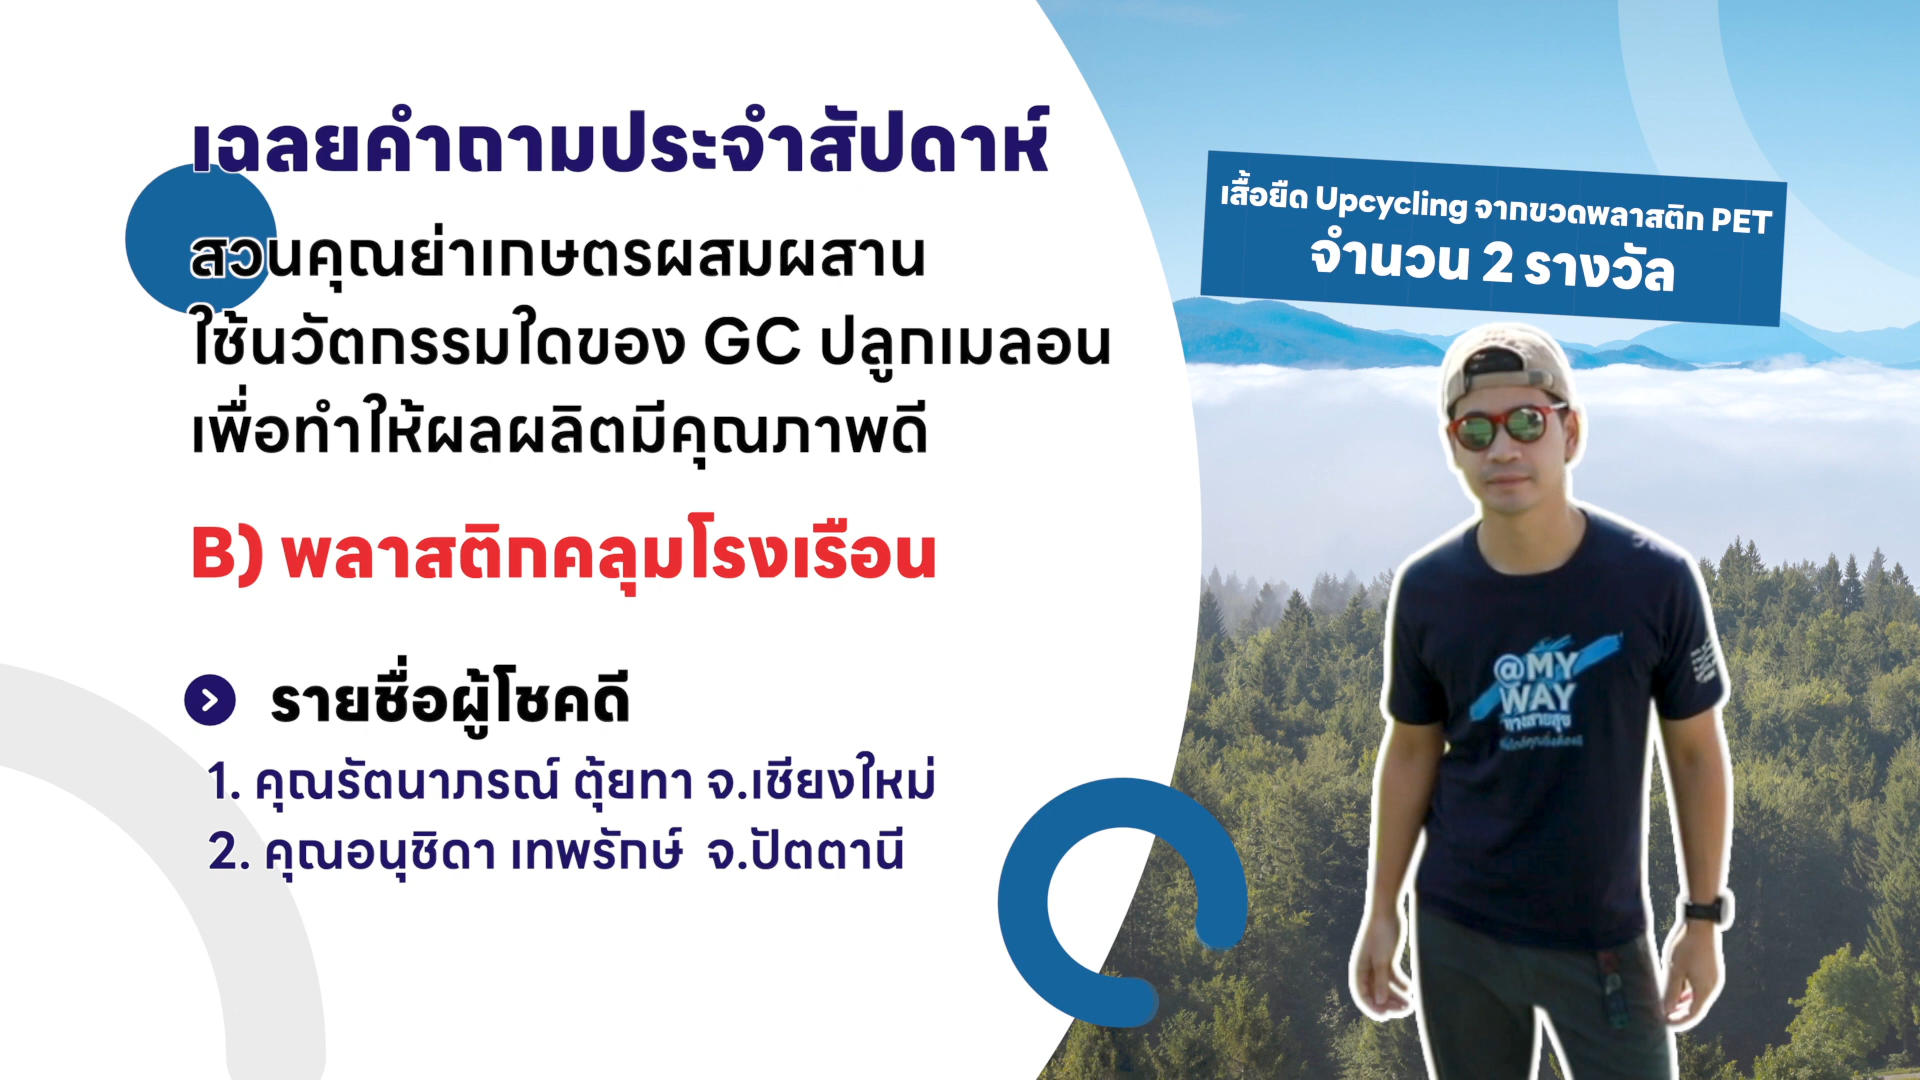 เฉลยคำถามประจำสัปดาห์
สวนคุณย่าเกษตรผสมผสาน
ใช้นวัตกรรมใดของ GC ปลูกเมลอน
เพื่อทำให้ผลผลิตมีคุณภาพดี
B) พลาสติกคลุมโรงเรือน
รายชื่อผู้โชคดี
1. คุณรัตนาภรณ์ ตุ้ยทา จ.เชียงใหม่
2. คุณอนุชิดา เทพรักษ์ จ.ปัตตานี
เสื้อยืด Upcycling จากขวดพลาสติก PET
จำนวน 2 รางวัล
@MY
WAY
ทางสายสุข